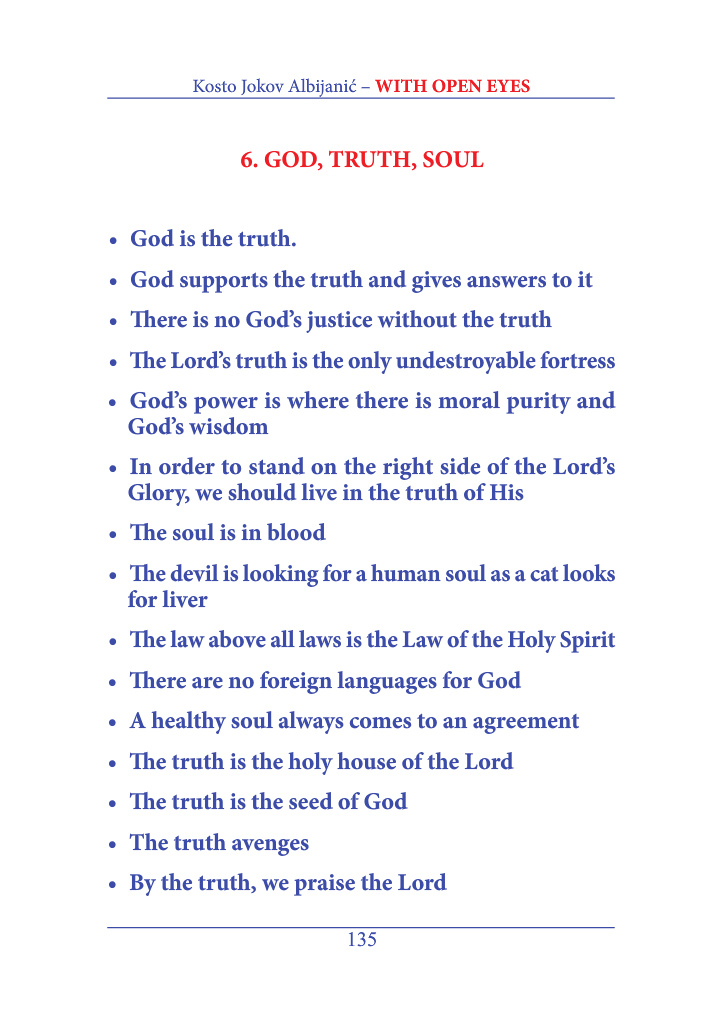 Kosto Jokov Albijanić – WITH OPEN EYES
6. GOD, TRUTH, SOUL
• God is the truth.
• God supports the truth and gives answers to it
• There is no God’s justice without the truth
• The Lord’s truth is the only undestroyable fortress
• God’s power is where there is moral purity and
God’s wisdom
• In order to stand on the right side of the Lord’s
Glory, we should live in the truth of His
• The soul is in blood
• The devil is looking for a human soul as a cat looks
for liver
• The law above all laws is the Law of the Holy Spirit
• There are no foreign languages for God
• A healthy soul always comes to an agreement
• The truth is the holy house of the Lord
• The truth is the seed of God
• The truth avenges
• By the truth, we praise the Lord
135